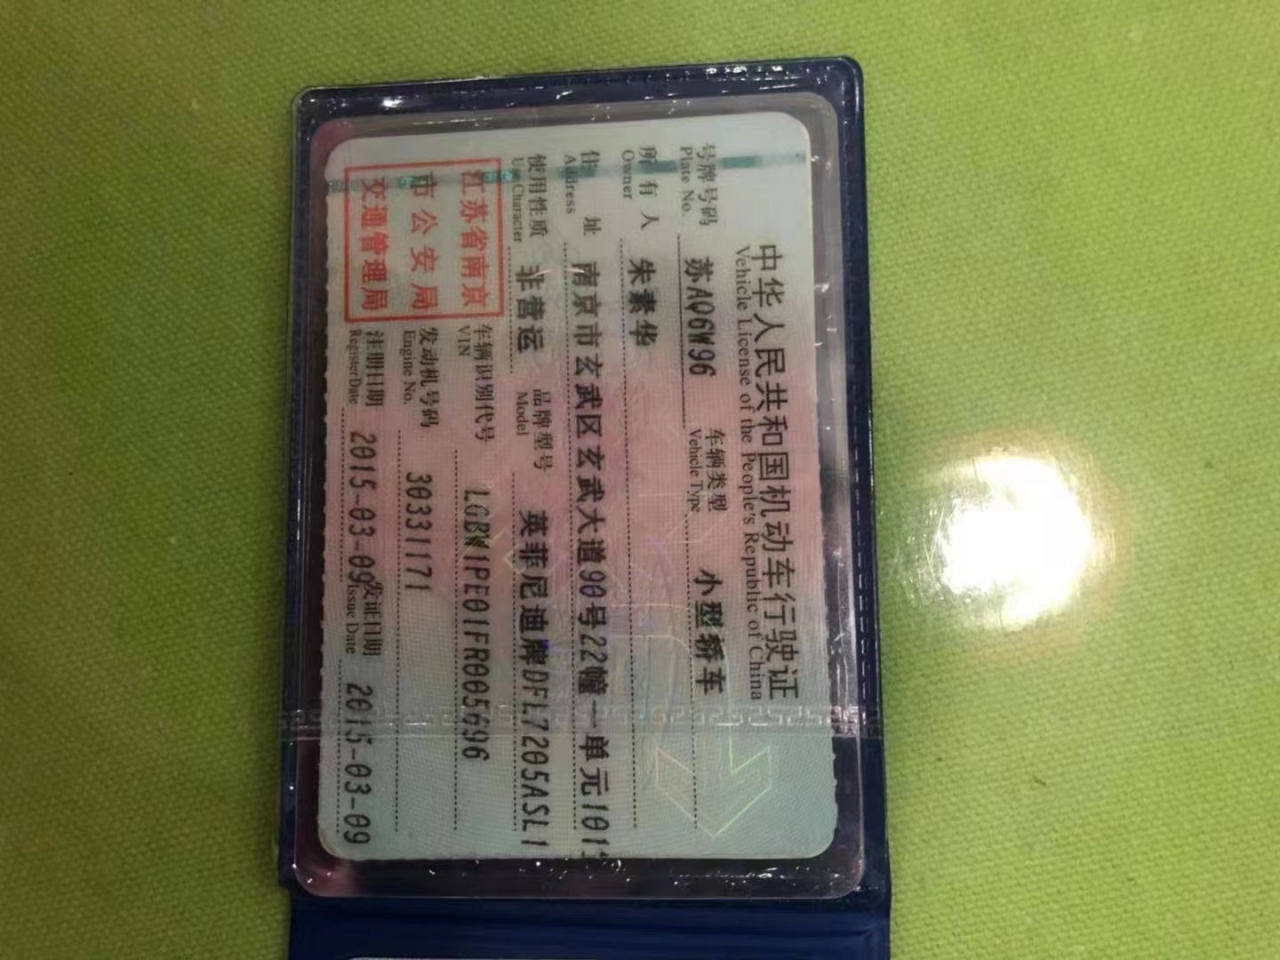 中华人民共和国机动车行驶证
Vehicle License of the People's Republic of China
号牌号码 苏AQ6W96 车辆类型 小型轿车
Plate No. Vehicle Type
所有人 朱素华
Owner
住址 南京市玄武区玄武大道90号22幢一单元101
Address
使用性质 非营运 品牌型号 英菲尼迪牌DFL7205ASL1
Use Character Model
江苏省南京
市公安局
交通管理局
车辆识别代号 LGBW1PE01FR005696
VIN
发动机号码 30331171
Engine No.
注册日期 2015-03-09 发证日期 2015-03-09
Register Date Issue Date